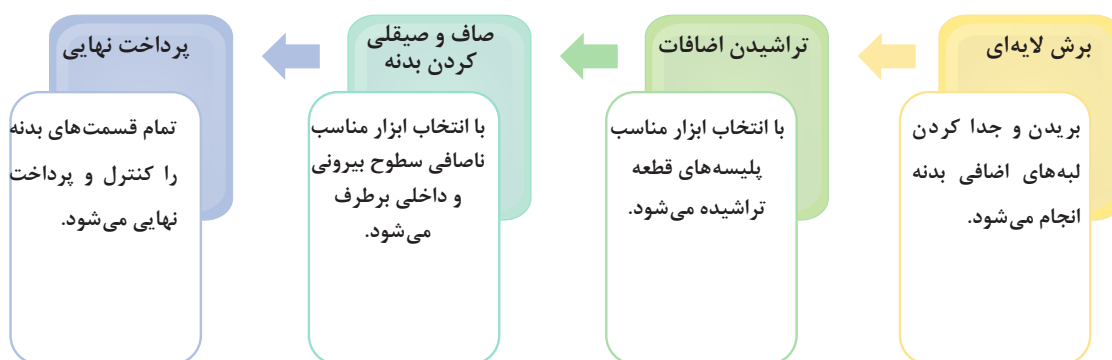 برش لایه‌ای
بریدن و جدا کردن
لبه‌های اضافی بدنه
انجام می‌شود.
تراشیدن اضافات
با انتخاب ابزار مناسب
پلیسه‌های قطعه
تراشیده می‌شود.
صاف و صیقلی
کردن بدنه
با انتخاب ابزار مناسب
ناصافی سطوح بیرونی
و داخلی برطرف
می‌شود.
پرداخت نهایی
تمام قسمت‌های بدنه
را کنترل و پرداخت
نهایی می‌شود.